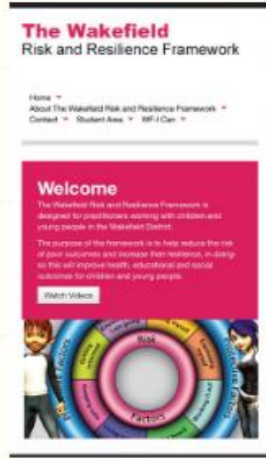 The Wakefield
Risk and Resilience Framework
Home
About The Wakefield Risk and Resilience Framework
Contact Student Area WF-I Can
Welcome
The Wakefield Risk and Resilience Framework is
designed for practitioners working with children and
young people in the Wakefield District.
The purpose of the framework is to help reduce the risk
of poor outcomes and increase their resilience, in doing
so this will improve health, educational and social
outcomes for children and young people.
Watch Videos
Risk
Factors